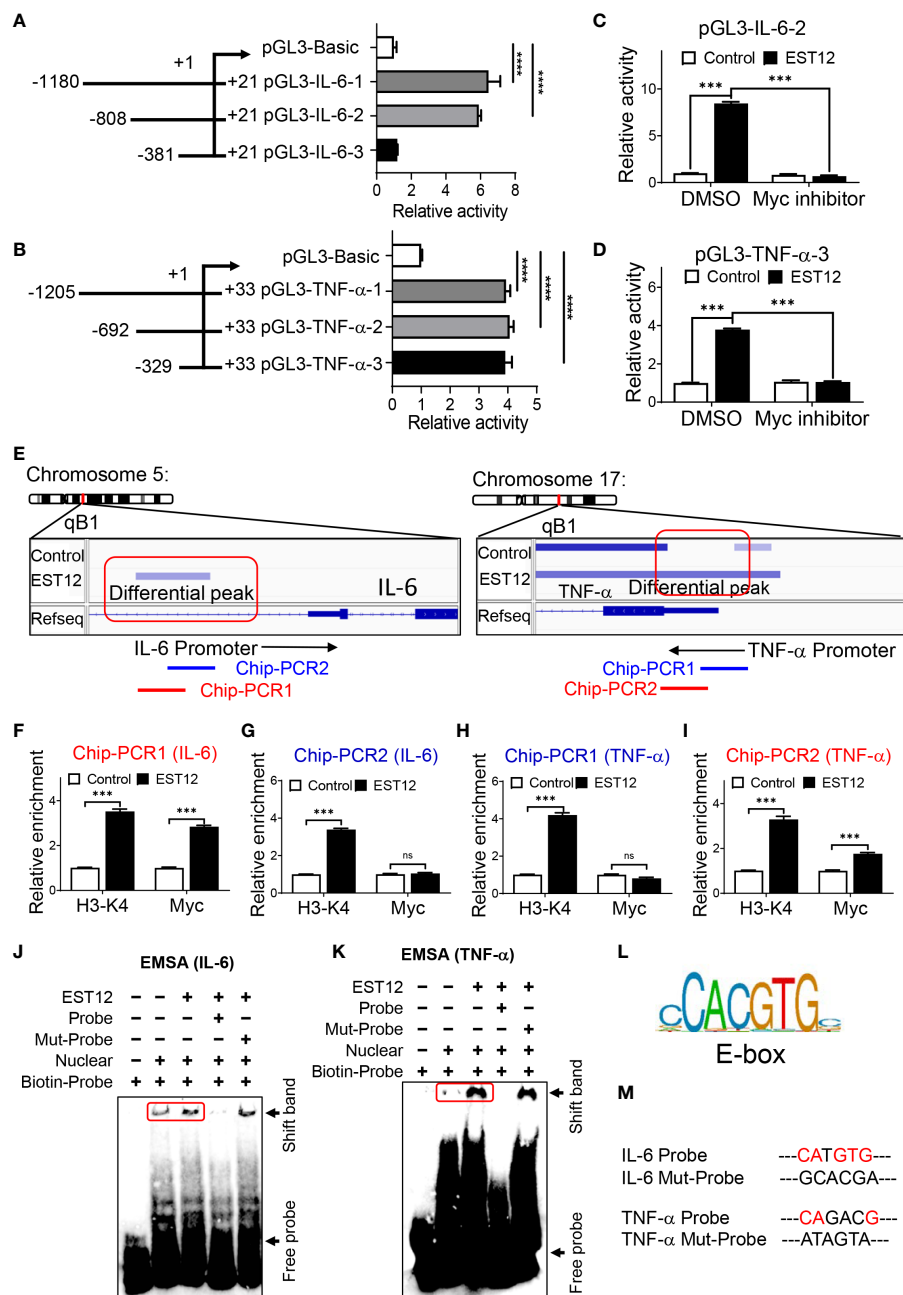 A
+1
pGL3-Basic
-1180 +21 pGL3-IL-6-1
-808 +21 pGL3-IL-6-2
-381 +21 pGL3-IL-6-3
**** ****
0 2 4 6 8
Relative activity
B
+1
pGL3-Basic
-1205 +33 pGL3-TNF-α-1
-692 +33 pGL3-TNF-α-2
-329 +33 pGL3-TNF-α-3
**** **** ****
0 1 2 3 4 5
Relative activity
C
pGL3-IL-6-2
Control EST12
*** ***
Relative activity
10
5
0
DMSO Myc inhibitor
D
pGL3-TNF-α-3
Control EST12
*** ***
Relative activity
6
4
2
0
DMSO Myc inhibitor
E
Chromosome 5:
qB1
Control
EST12
Differential peak IL-6
Refseq
IL-6 Promoter
Chip-PCR2
Chip-PCR1
Chromosome 17:
qB1
Control
EST12
TNF-α Differential peak
Refseq
TNF-α Promoter
Chip-PCR1
Chip-PCR2
F
Chip-PCR1 (IL-6)
Control EST12
*** ***
Relative enrichment
4
2
0
H3-K4 Myc
G
Chip-PCR2 (IL-6)
Control EST12
*** ns
Relative enrichment
6
4
2
0
H3-K4 Myc
H
Chip-PCR1 (TNF-α)
Control EST12
*** ns
Relative enrichment
6
4
2
0
H3-K4 Myc
I
Chip-PCR2 (TNF-α)
Control EST12
*** ***
Relative enrichment
4
2
0
H3-K4 Myc
J
EMSA (IL-6)
EST12 – – + + +
Probe – – – + –
Mut-Probe – – – – +
Nuclear – + + + +
Biotin-Probe + + + + +
Shift band
Free probe
K
EMSA (TNF-α)
EST12 – – + + +
Probe – – – + –
Mut-Probe – – – – +
Nuclear – + + + +
Biotin-Probe + + + + +
Shift band
Free probe
L
CCACGTG
E-box
M
IL-6 Probe ---CATGTG---
IL-6 Mut-Probe ---GCACGA---
TNF-α Probe ---CAGACG---
TNF-α Mut-Probe ---ATAGTA---